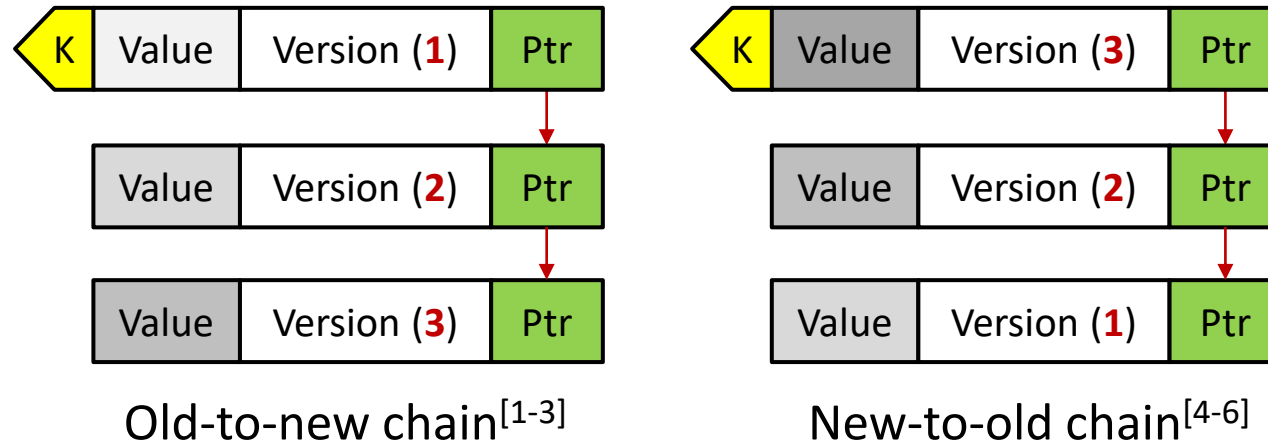 K Value Version (1) Ptr
Value Version (2) Ptr
Value Version (3) Ptr
Old-to-new chain[1-3]
K Value Version (3) Ptr
Value Version (2) Ptr
Value Version (1) Ptr
New-to-old chain[4-6]